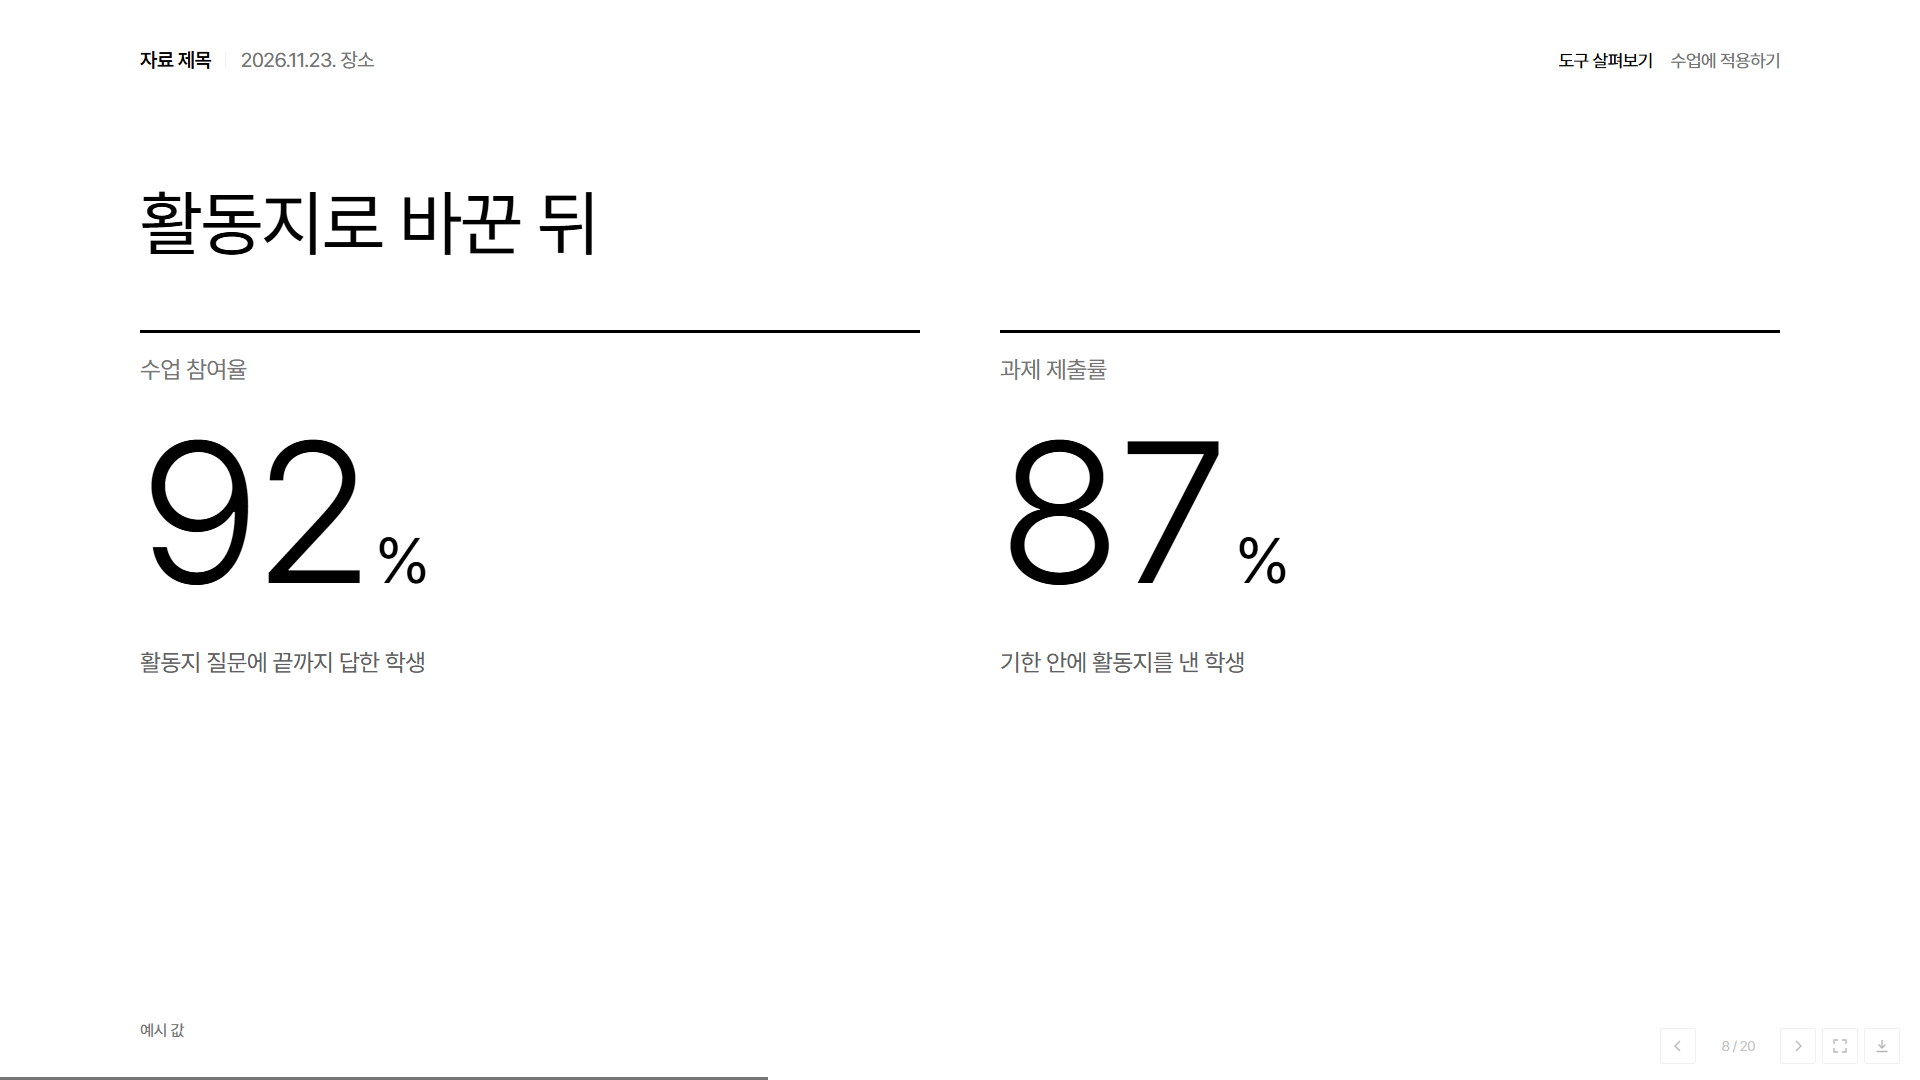 자료 제목
2026.11.23. 장소
도구 살펴보기
수업에 적용하기
활동지로 바꾼 뒤
수업 참여율
92%
활동지 질문에 끝까지 답한 학생
과제 제출률
87%
기한 안에 활동지를 낸 학생
예시 값
8 / 20